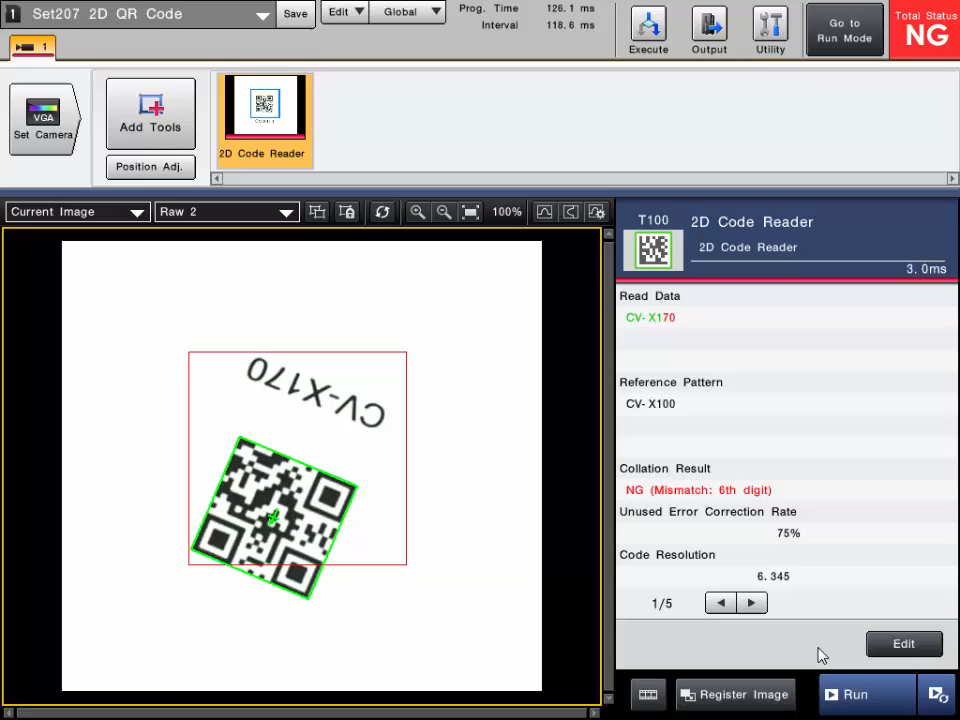 1 Set207 2D QR Code Save Edit Global Prog. Time 126.1 ms
Interval 118.6 ms
Execute Output Utility
Go to
Run Mode
Total Status
NG
1
VGA
Set Camera
Add Tools
Position Adj.
2D Code Reader
Current Image Raw 2 100%
T100 2D Code Reader
2D Code Reader
3.0ms
Read Data
CV-X170
Reference Pattern
CV-X100
Collation Result
NG (Mismatch: 6th digit)
Unused Error Correction Rate
75%
Code Resolution
6.345
1/5
Edit
Register Image Run
CV-X170